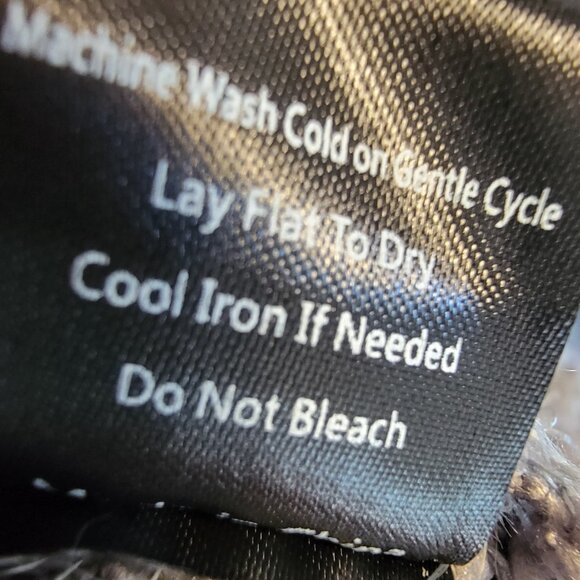 Machine Wash Cold on Gentle Cycle
Lay Flat To Dry
Cool Iron If Needed
Do Not Bleach